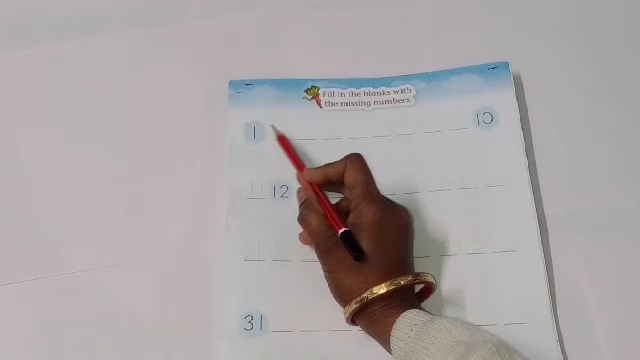 Fill in the blanks with
the missing numbers.
1 10
11 12
21
31